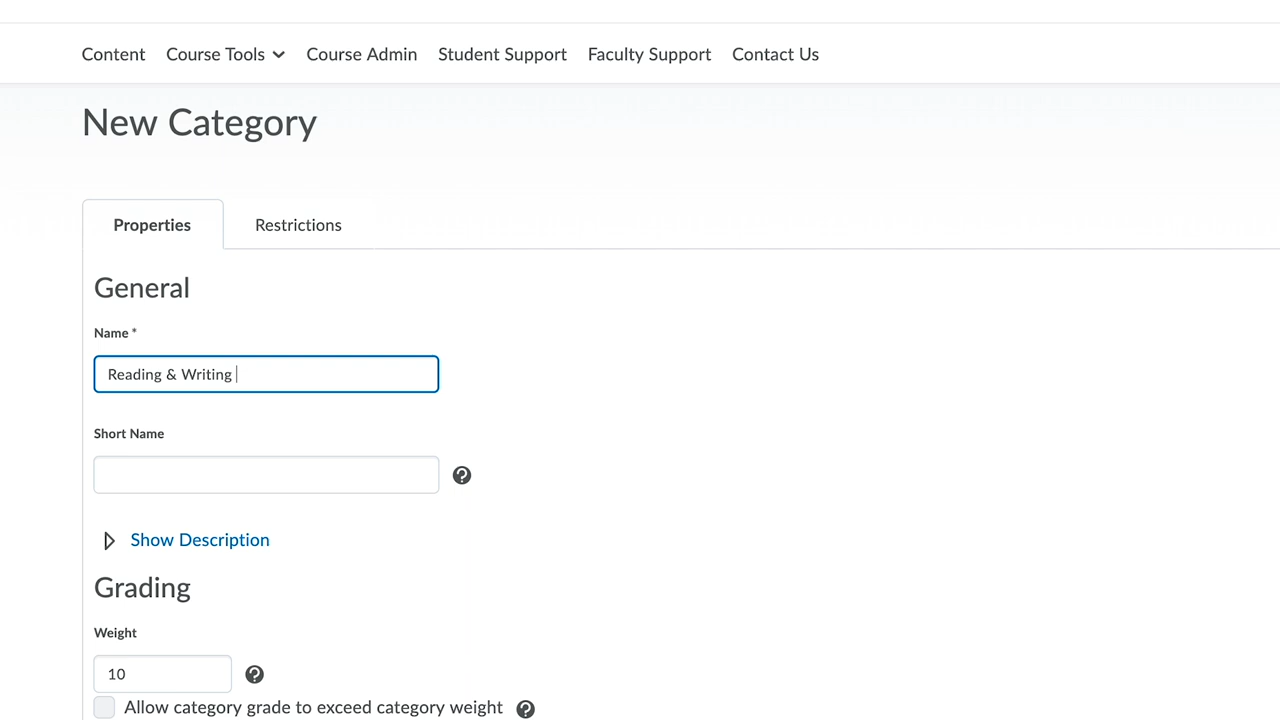 Content Course Tools Course Admin Student Support Faculty Support Contact Us
New Category
Properties Restrictions
General
Name *
Reading & Writing
Short Name
Show Description
Grading
Weight
10
Allow category grade to exceed category weight